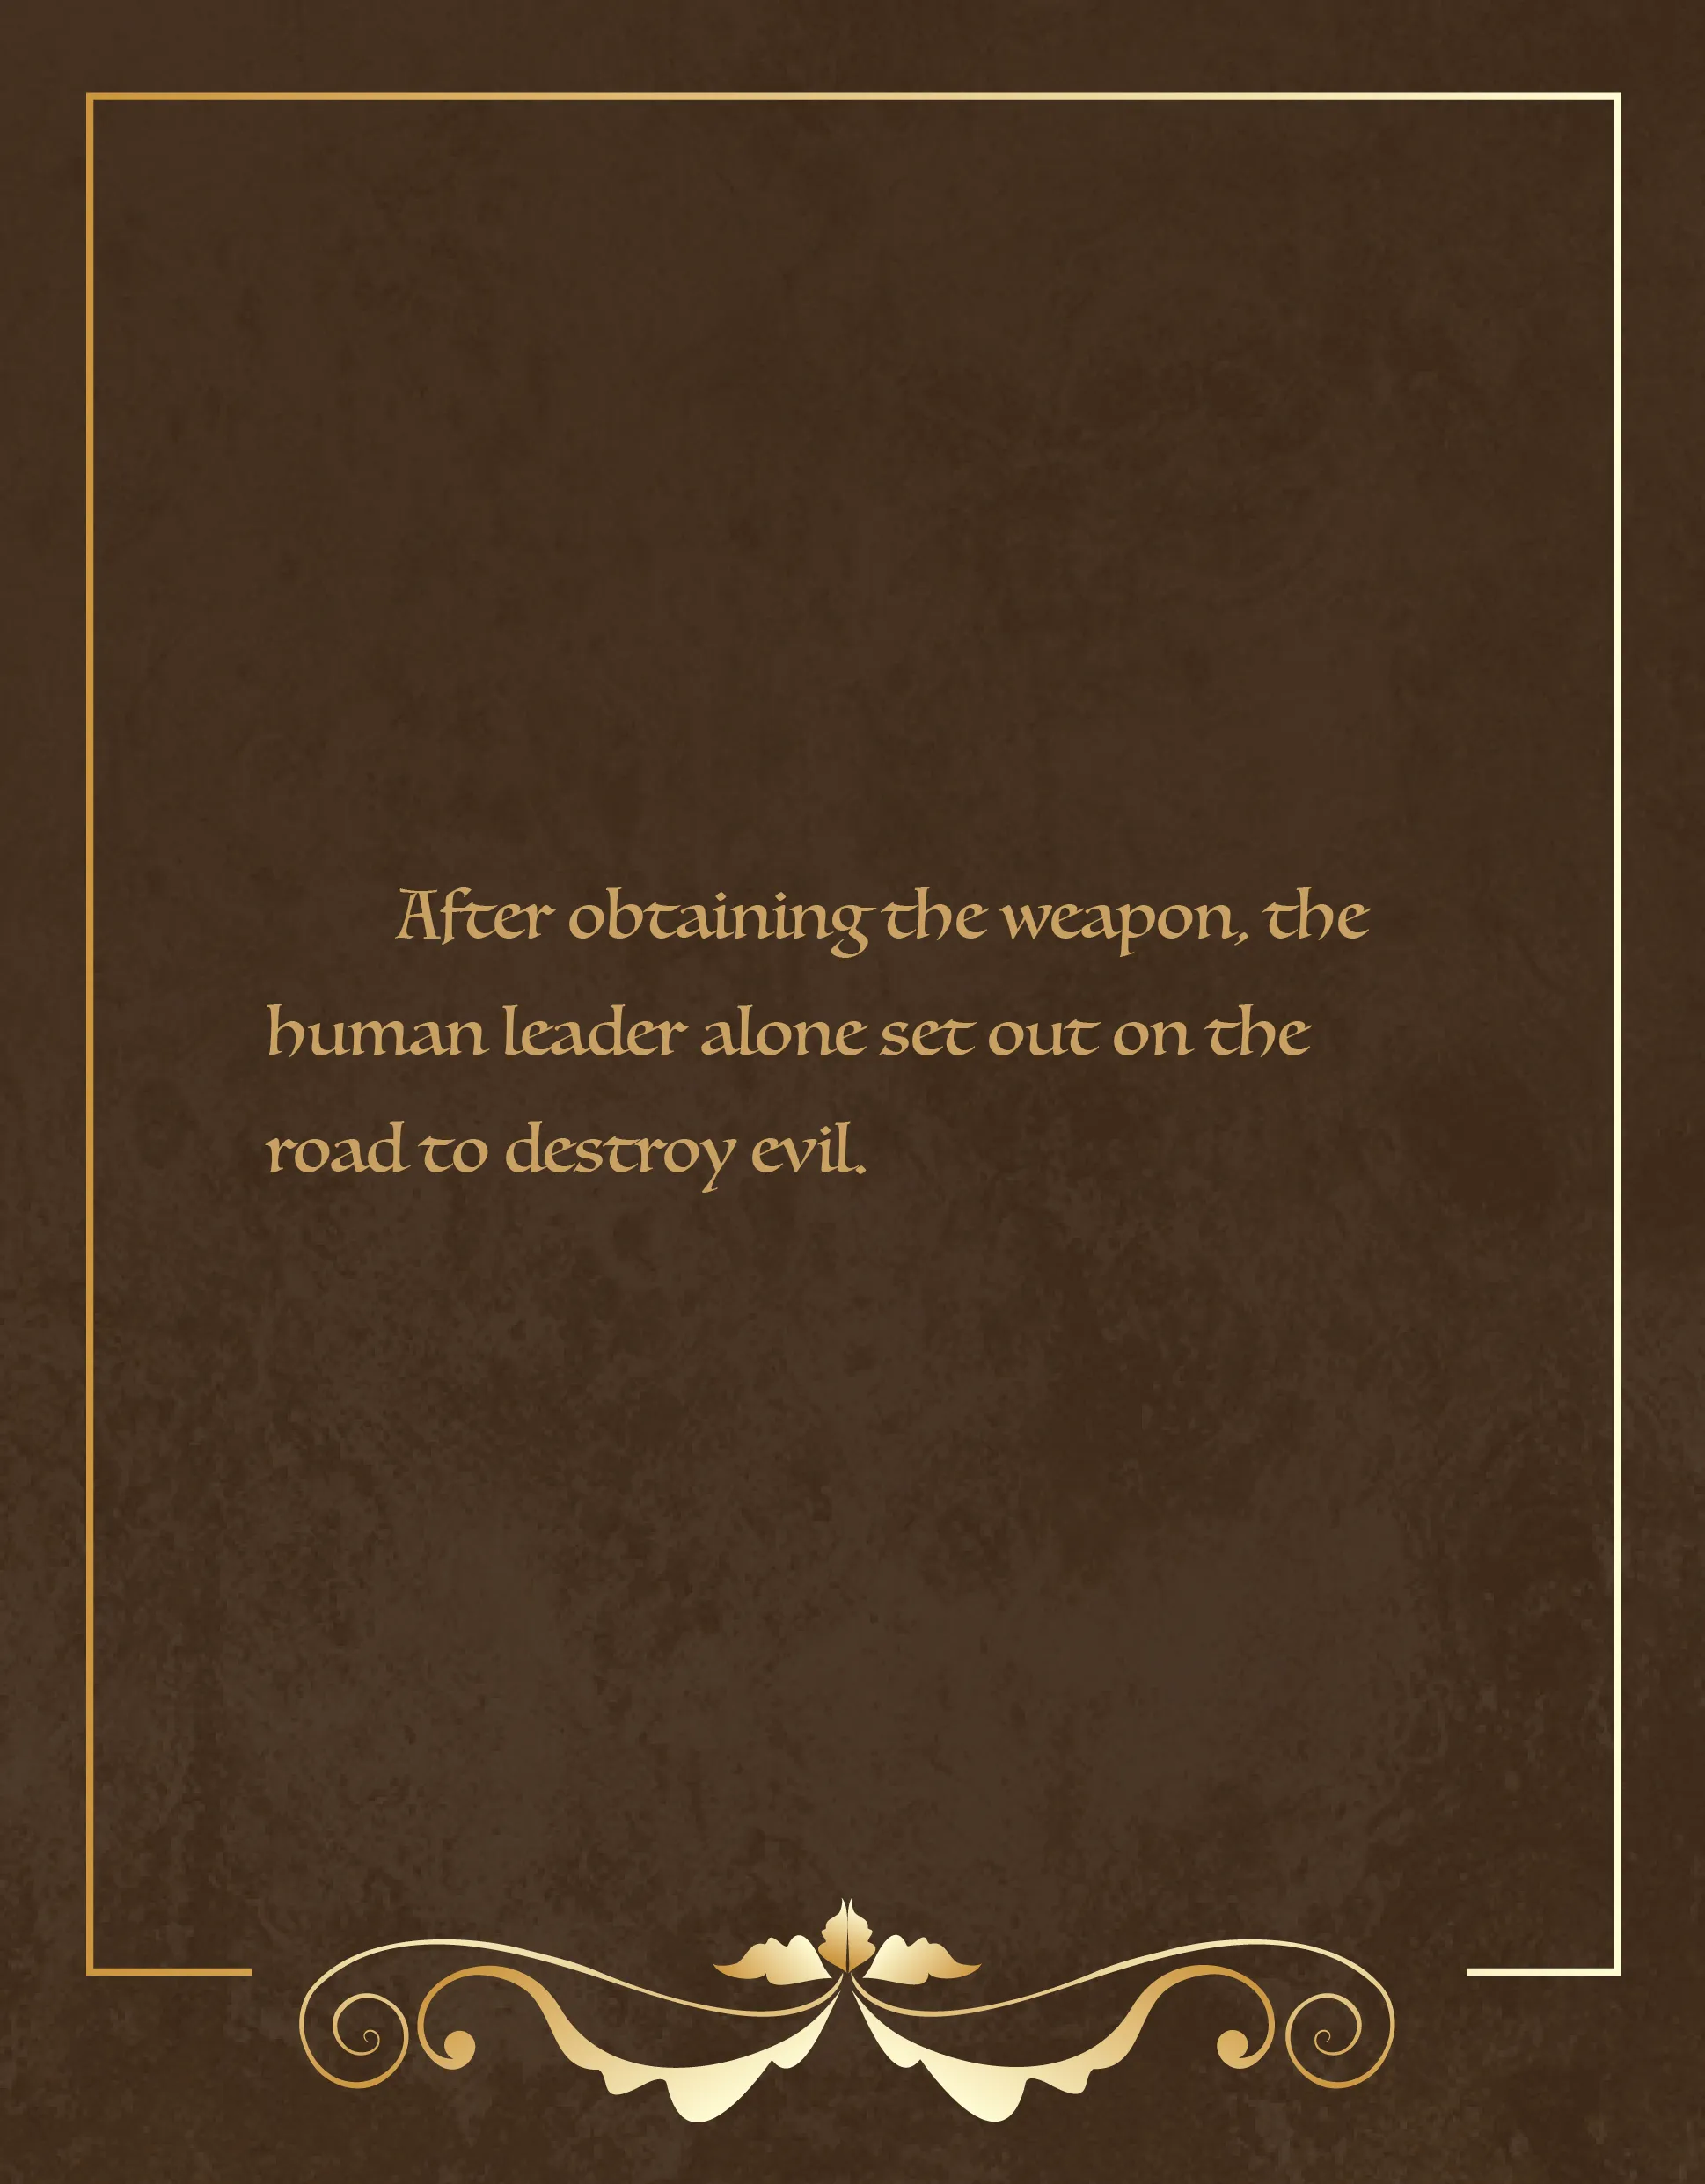 After obtaining the weapon, the
human leader alone set out on the
road to destroy evil.